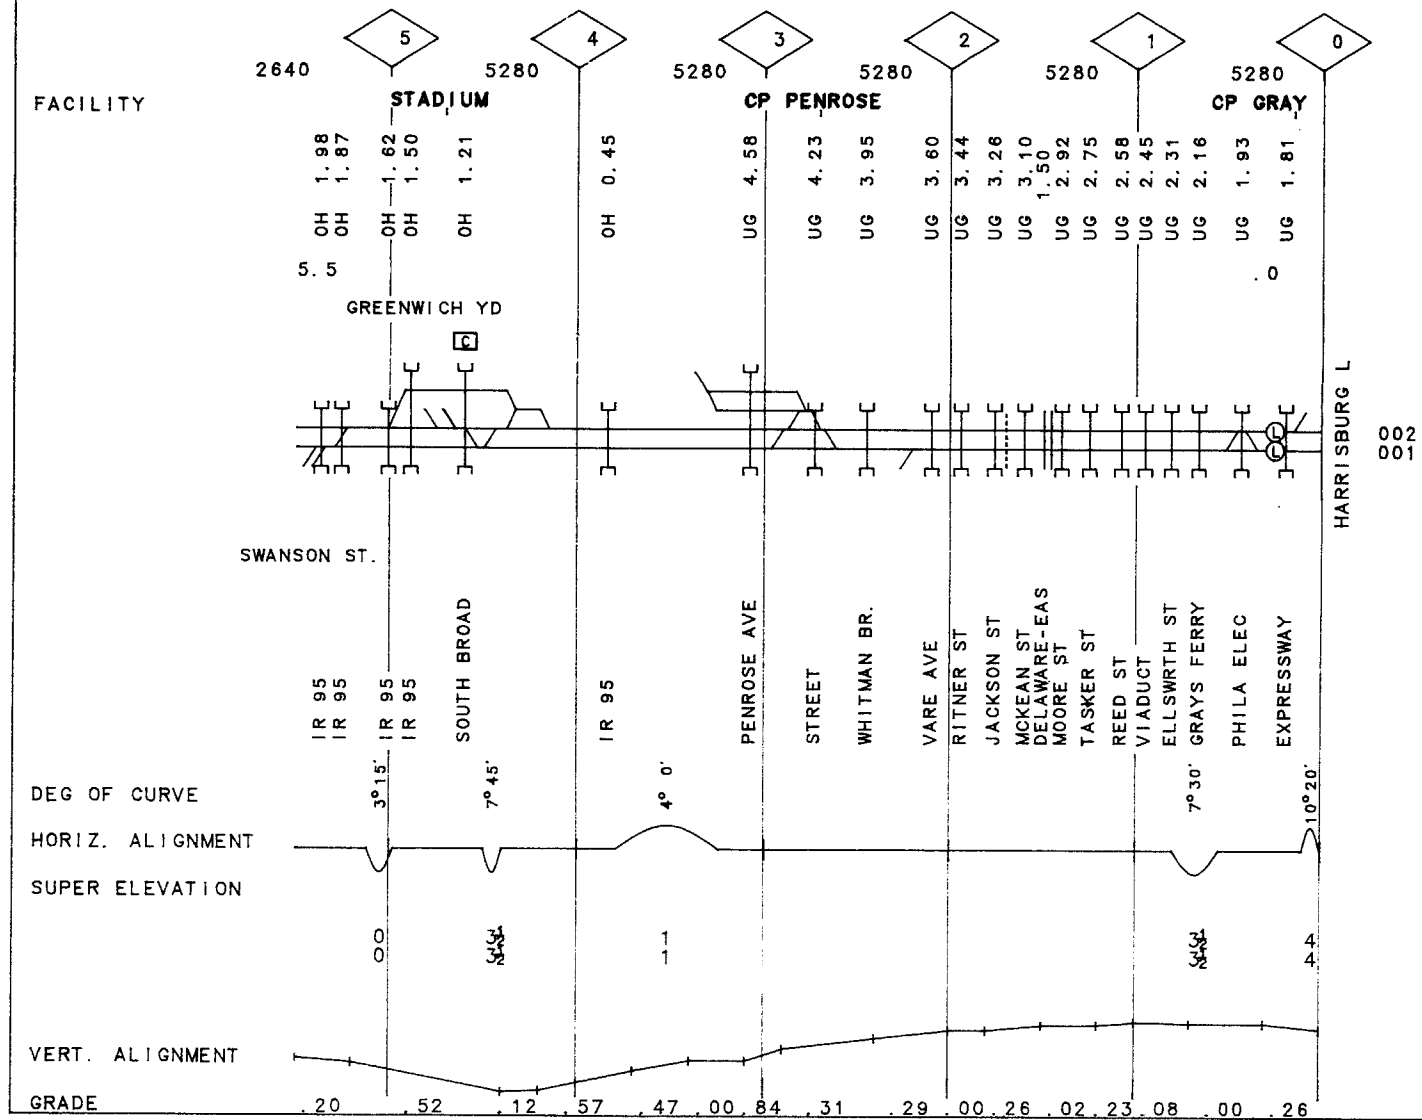 5 4 3 2 1 0
2640 5280 5280 5280 5280 5280
FACILITY STADIUM CP PENROSE CP GRAY
OH 1.98
OH 1.87
OH 1.62
OH 1.50
OH 1.21
OH 0.45
UG 4.58
UG 4.23
UG 3.95
UG 3.60
UG 3.44
UG 3.26
UG 3.10
1.50
UG 2.92
UG 2.75
UG 2.58
UG 2.45
UG 2.31
UG 2.16
UG 1.93
UG 1.81
5.5 .0
GREENWICH YD
C
L 002
L 001
HARRISBURG L
SWANSON ST.
IR 95
IR 95
IR 95
IR 95
SOUTH BROAD
IR 95
PENROSE AVE
STREET
WHITMAN BR.
VARE AVE
RITNER ST
JACKSON ST
MCKEAN ST
DELAWARE-EAS
MOORE ST
TASKER ST
REED ST
VIADUCT
ELLSWRTH ST
GRAYS FERRY
PHILA ELEC
EXPRESSWAY
DEG OF CURVE 3°15' 7°45' 4° 0' 7°30' 10°20'
HORIZ. ALIGNMENT
SUPER ELEVATION
0 3½ 1 3½ 4
0 3½ 1 3½ 4
VERT. ALIGNMENT
GRADE .20 .52 .12 .57 .47 .00 .84 .31 .29 .00 .26 .02 .23 .08 .00 .26